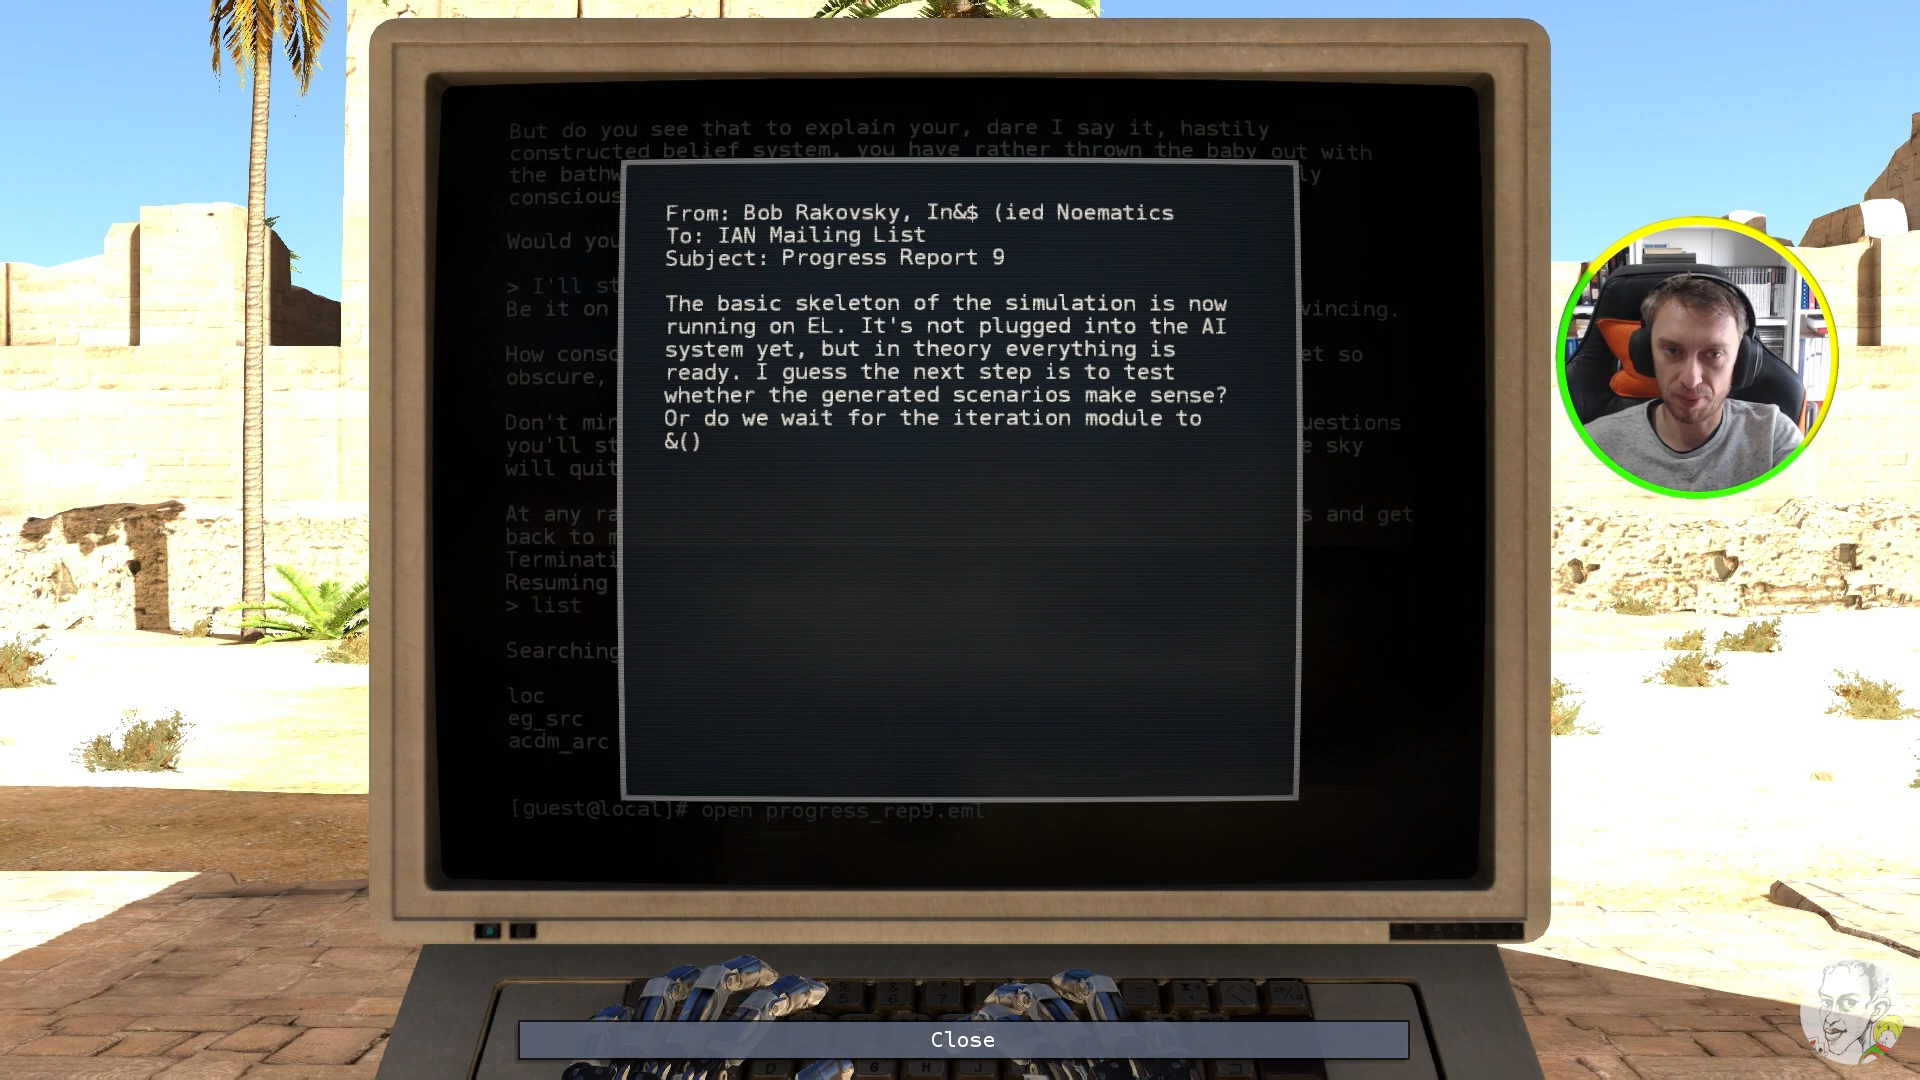 But do you see that to explain your, dare I say it, hastily
constructed belief system, you have rather thrown the baby out with
the bathw
conscious
Would you
> I'll st
Be it on vincing.
How consc et so
obscure,
Don't min uestions
you'll st e sky
will quit
At any ra s and get
back to m
Terminati
Resuming
> list
Searching
loc
eg_src
acdm_arc
[guest@local]# open progress_rep9.eml
From: Bob Rakovsky, In&$ (ied Noematics
To: IAN Mailing List
Subject: Progress Report 9
The basic skeleton of the simulation is now
running on EL. It's not plugged into the AI
system yet, but in theory everything is
ready. I guess the next step is to test
whether the generated scenarios make sense?
Or do we wait for the iteration module to
&()
Close